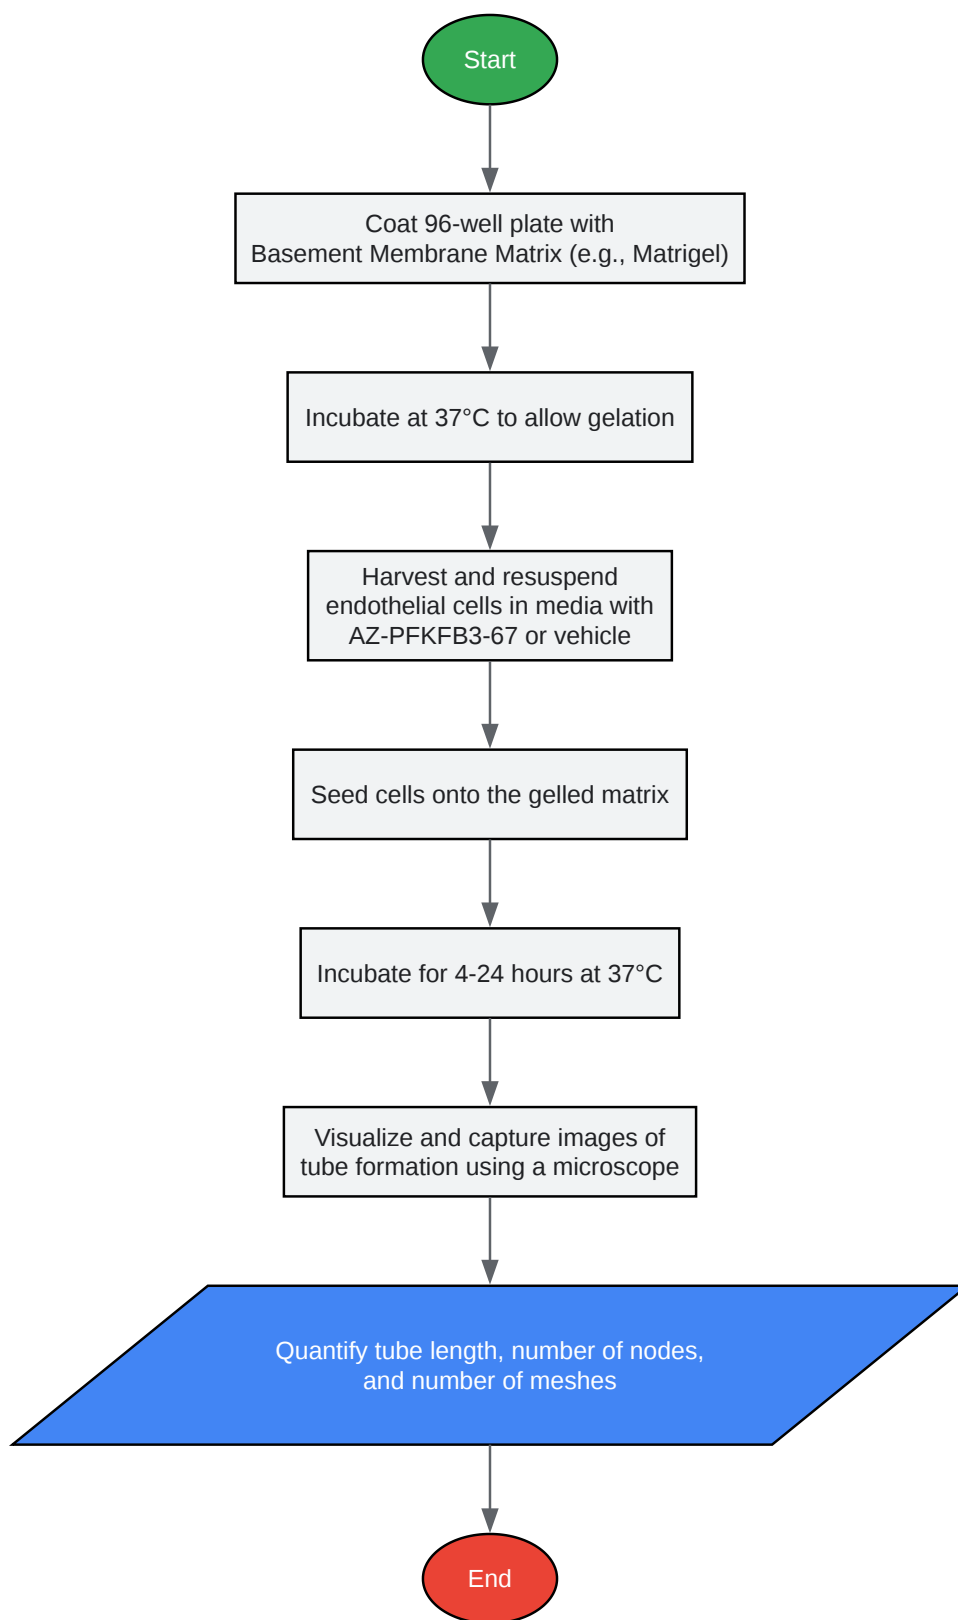 Start
Coat 96-well plate with
Basement Membrane Matrix (e.g., Matrigel)
Incubate at 37°C to allow gelation
Harvest and resuspend
endothelial cells in media with
AZ-PFKFB3-67 or vehicle
Seed cells onto the gelled matrix
Incubate for 4-24 hours at 37°C
Visualize and capture images of
tube formation using a microscope
Quantify tube length, number of nodes,
and number of meshes
End